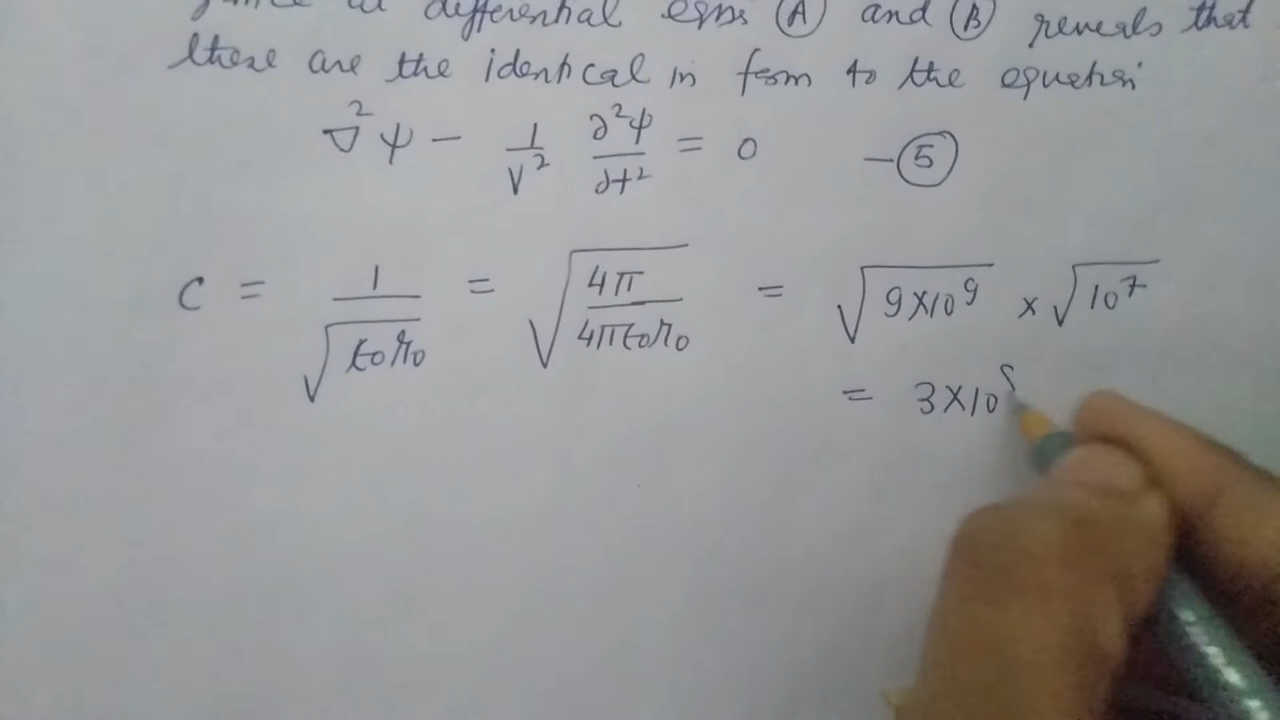 differential eqns (A) and (B) reveals that
these are the identical in form to the equation
∇²ψ − 1/V² ∂²ψ/∂t² = 0 —(5)
C = 1/√(ε₀μ₀) = √(4π/4πε₀μ₀) = √(9×10⁹) × √(10⁷)
= 3×10